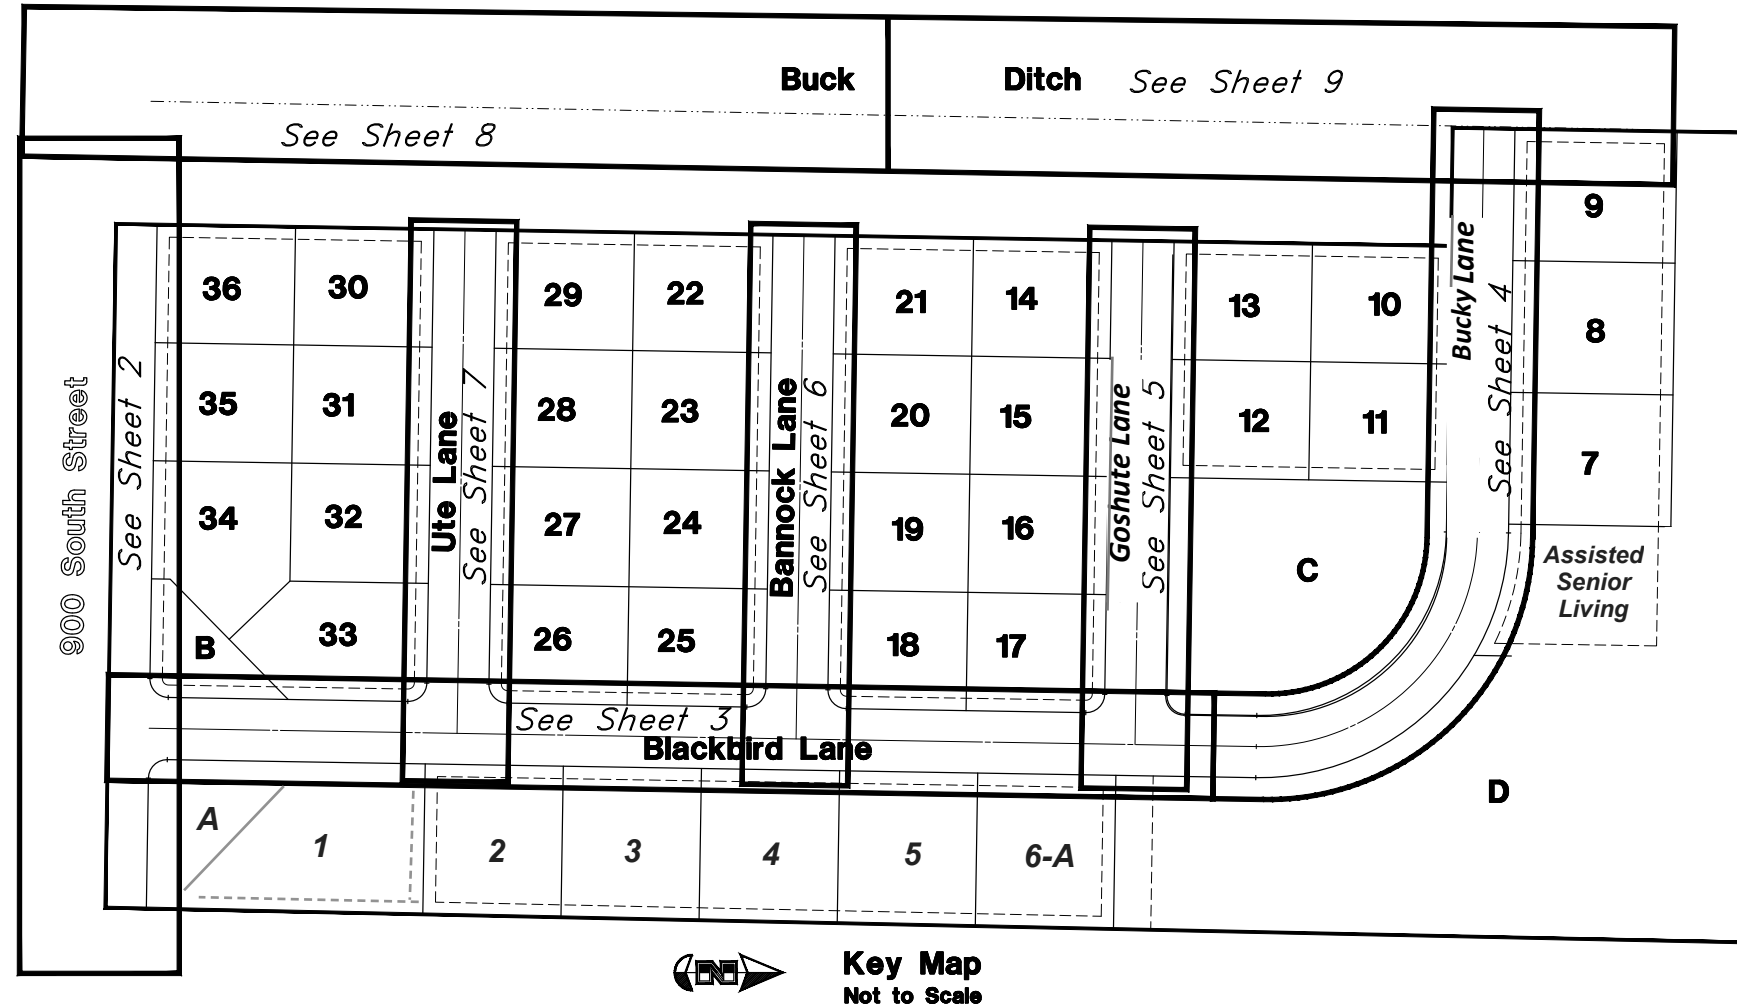 Buck Ditch See Sheet 9
See Sheet 8
9
36 30 29 22 21 14 13 10
Bucky Lane
See Sheet 4
8
35 31 28 23 20 15 12 11
900 South Street
See Sheet 2
Ute Lane
See Sheet 7
Bannock Lane
See Sheet 6
Goshute Lane
See Sheet 5
7
34 32 27 24 19 16
C
Assisted
Senior
Living
B 33 26 25 18 17
See Sheet 3
Blackbird Lane
D
A 1 2 3 4 5 6-A
N
Key Map
Not to Scale